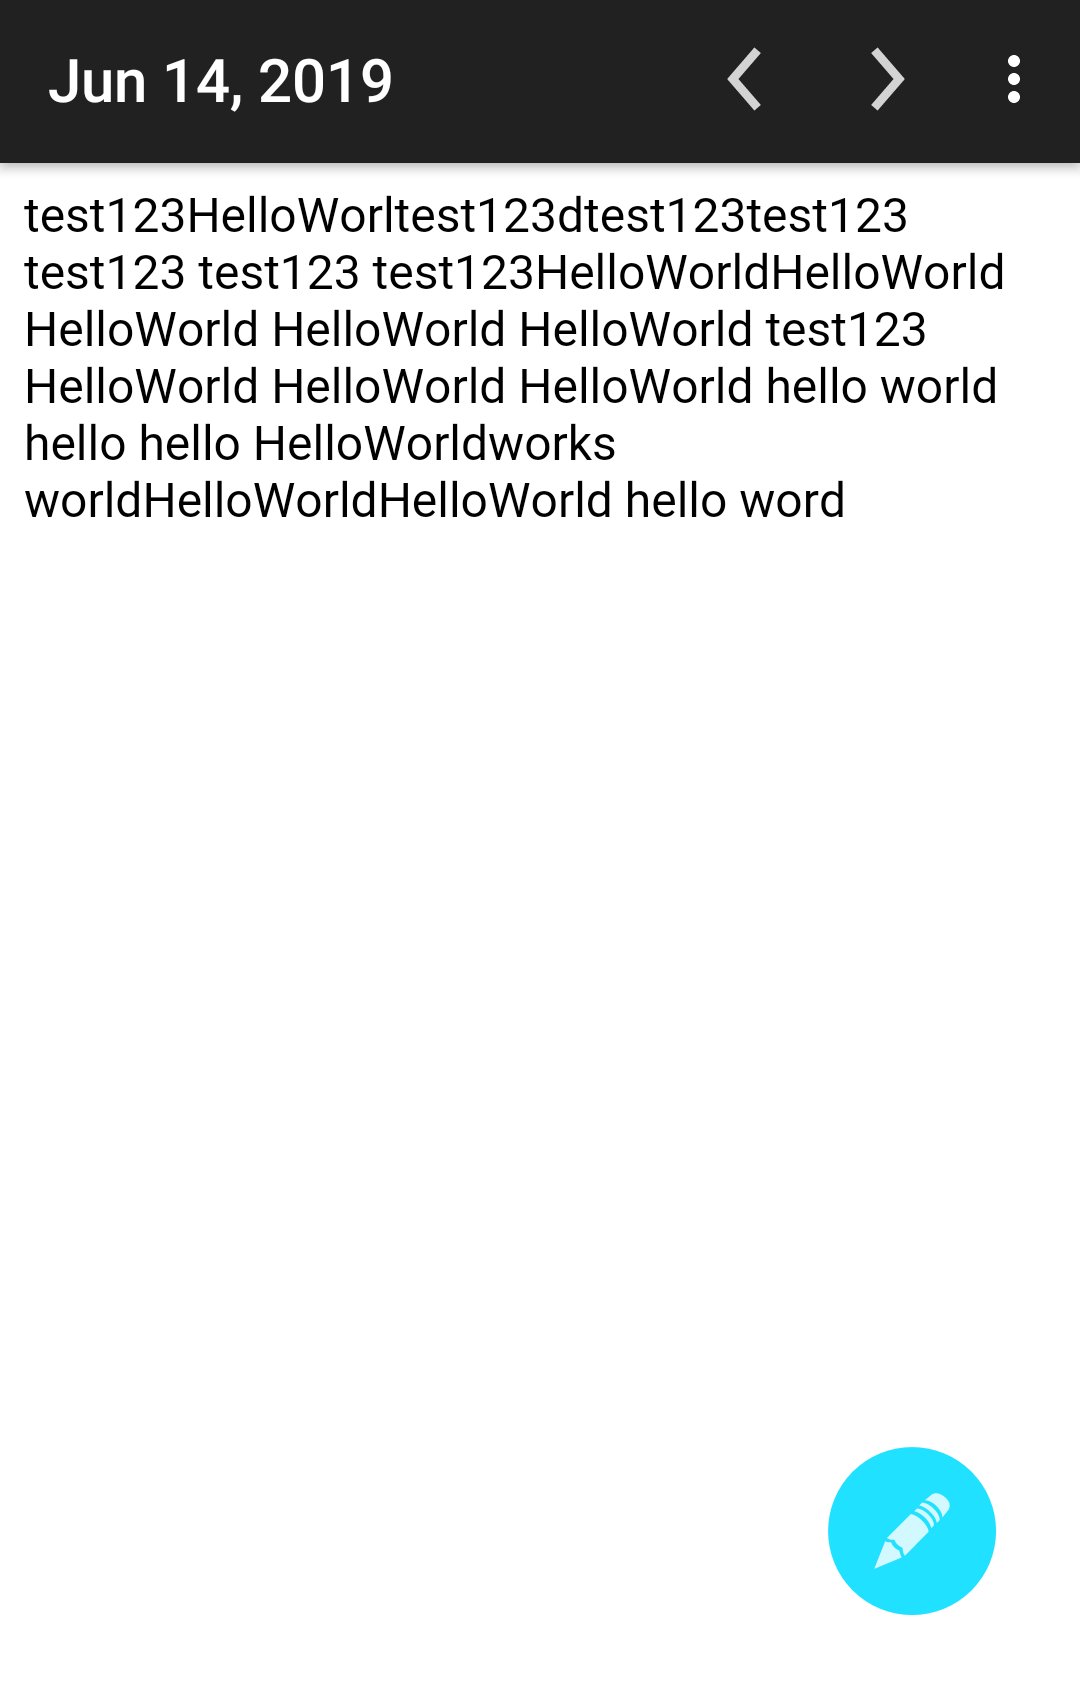 Jun 14, 2019
test123HelloWorltest123dtest123test123
test123 test123 test123HelloWorldHelloWorld
HelloWorld HelloWorld HelloWorld test123
HelloWorld HelloWorld HelloWorld hello world
hello hello HelloWorldworks
worldHelloWorldHelloWorld hello word